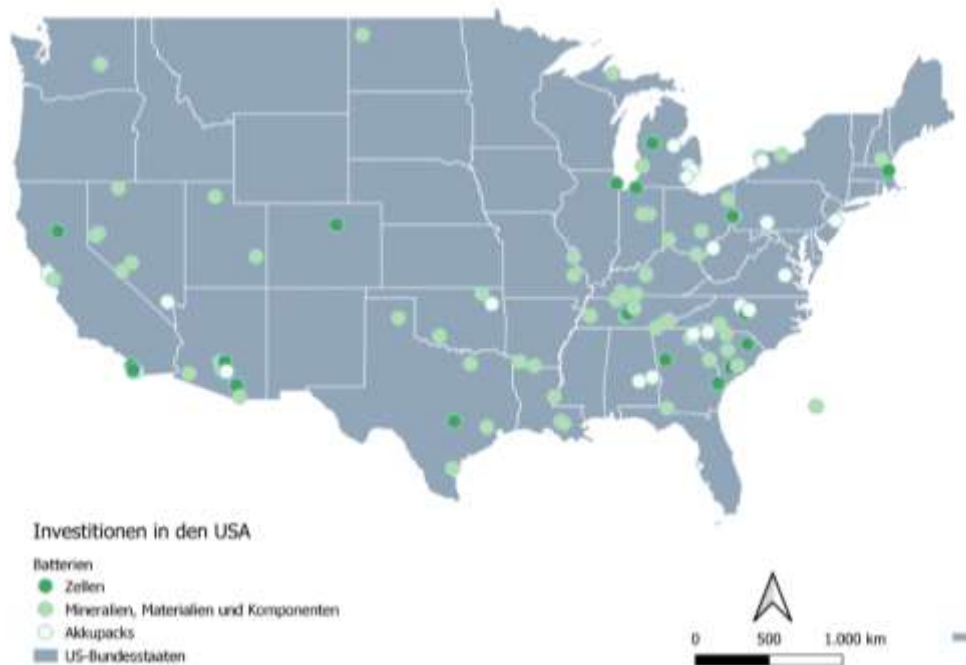 Investitionen in den USA
Batterien
Zellen
Mineralien, Materialien und Komponenten
Akkupacks
US-Bundesstaaten
0 500 1.000 km